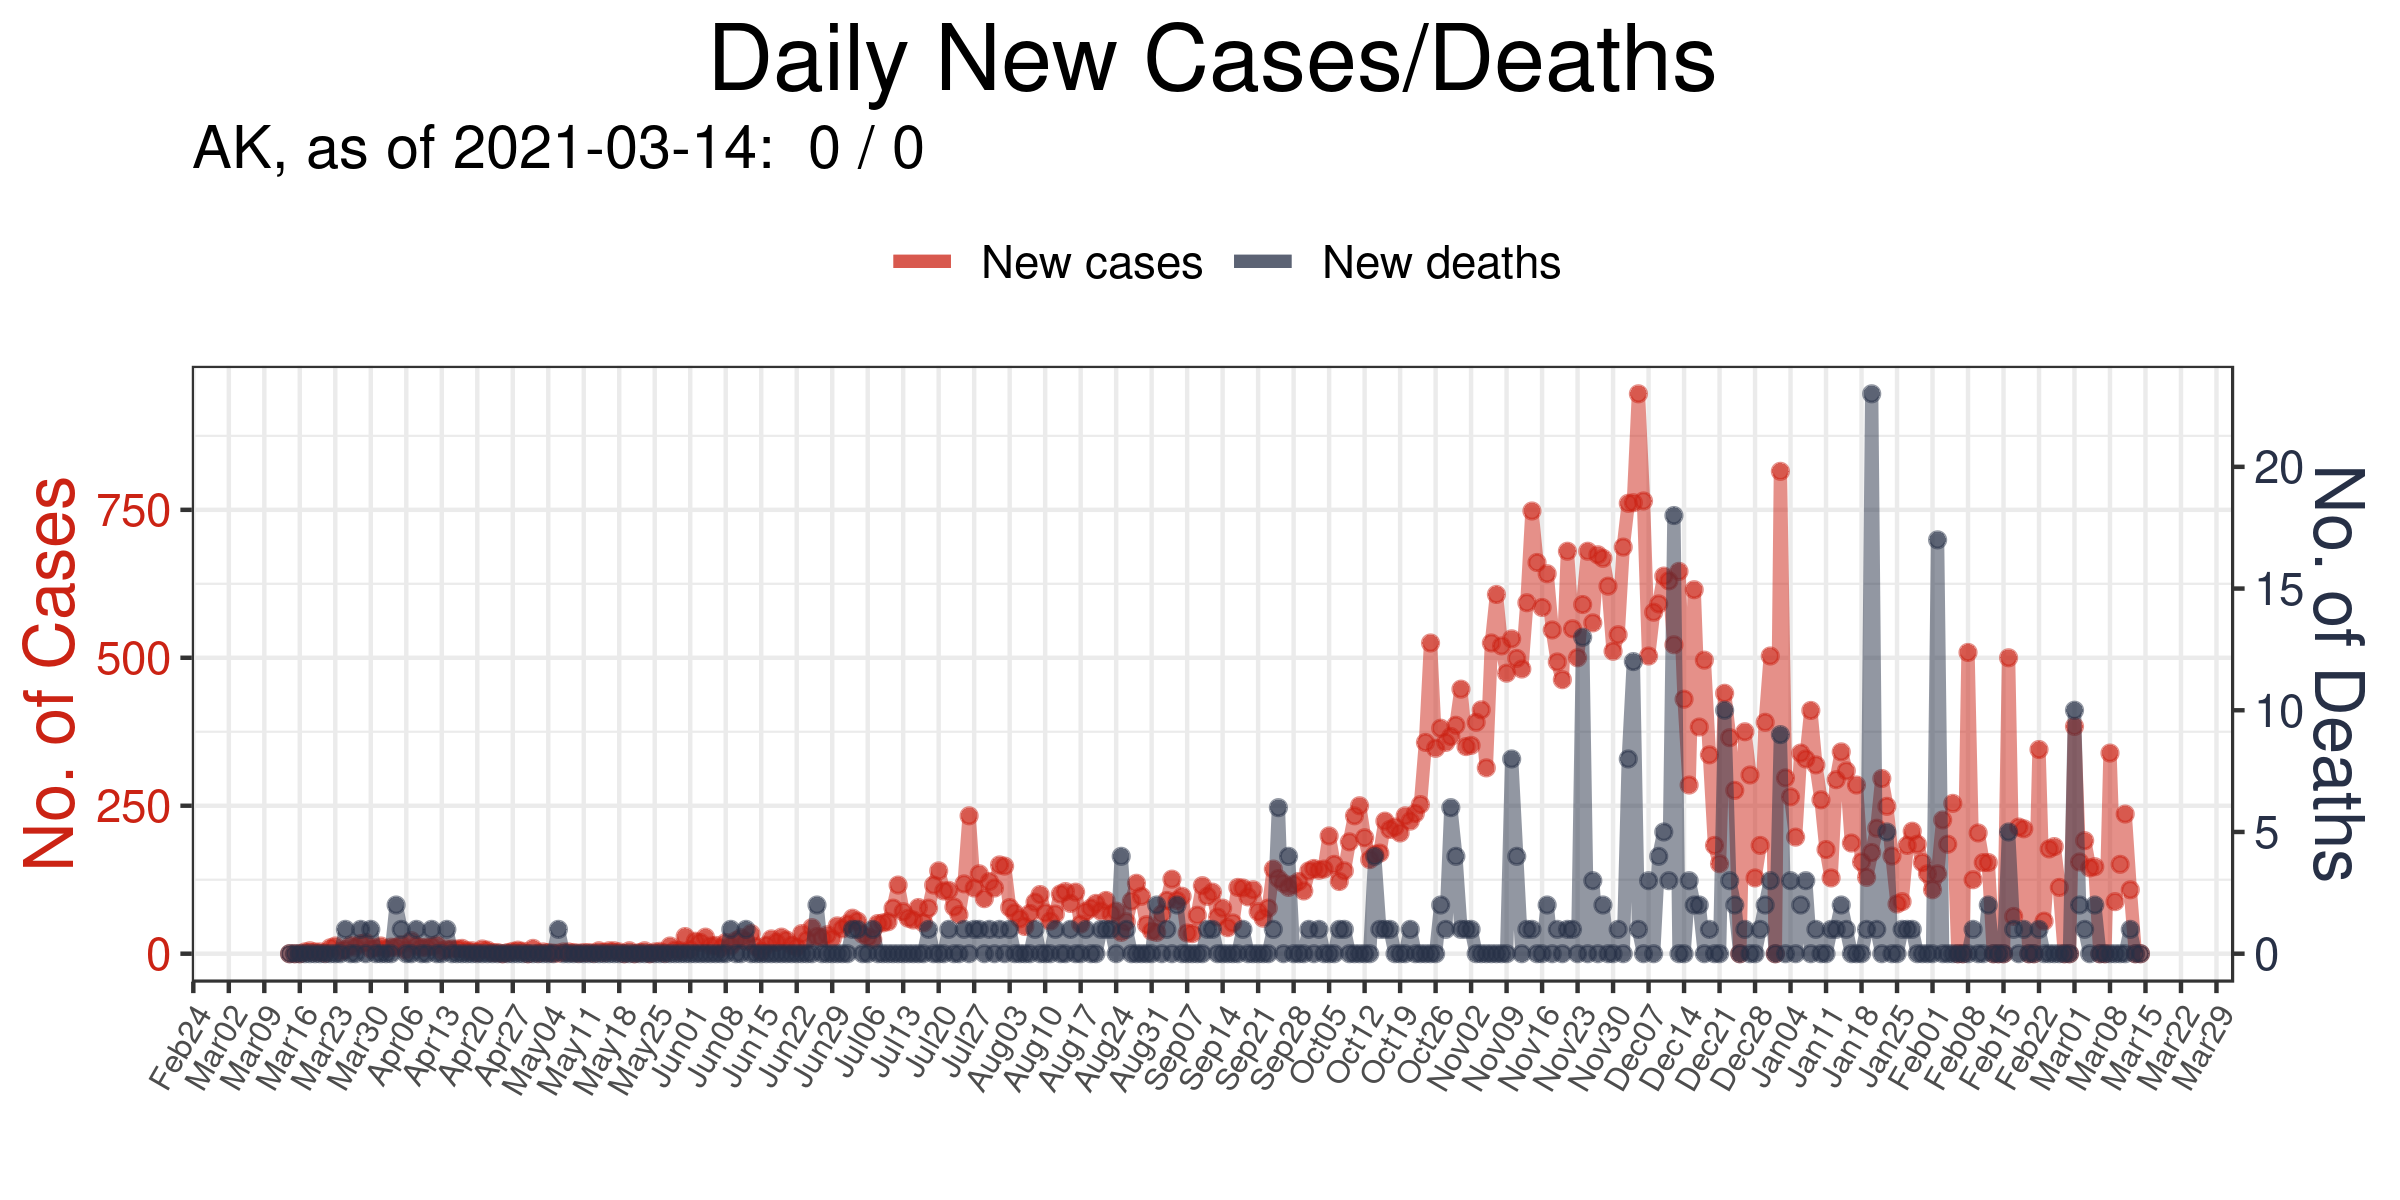 Daily New Cases/Deaths
AK, as of 2021-03-14:  0 / 0
New cases New deaths
No. of Cases
750
500
250
0
20
15
10
5
0
No. of Deaths
Feb24 Mar02 Mar09 Mar16 Mar23 Mar30 Apr06 Apr13 Apr20 Apr27 May04 May11 May18 May25 Jun01 Jun08 Jun15 Jun22 Jun29 Jul06 Jul13 Jul20 Jul27 Aug03 Aug10 Aug17 Aug24 Aug31 Sep07 Sep14 Sep21 Sep28 Oct05 Oct12 Oct19 Oct26 Nov02 Nov09 Nov16 Nov23 Nov30 Dec07 Dec14 Dec21 Dec28 Jan04 Jan11 Jan18 Jan25 Feb01 Feb08 Feb15 Feb22 Mar01 Mar08 Mar15 Mar22 Mar29